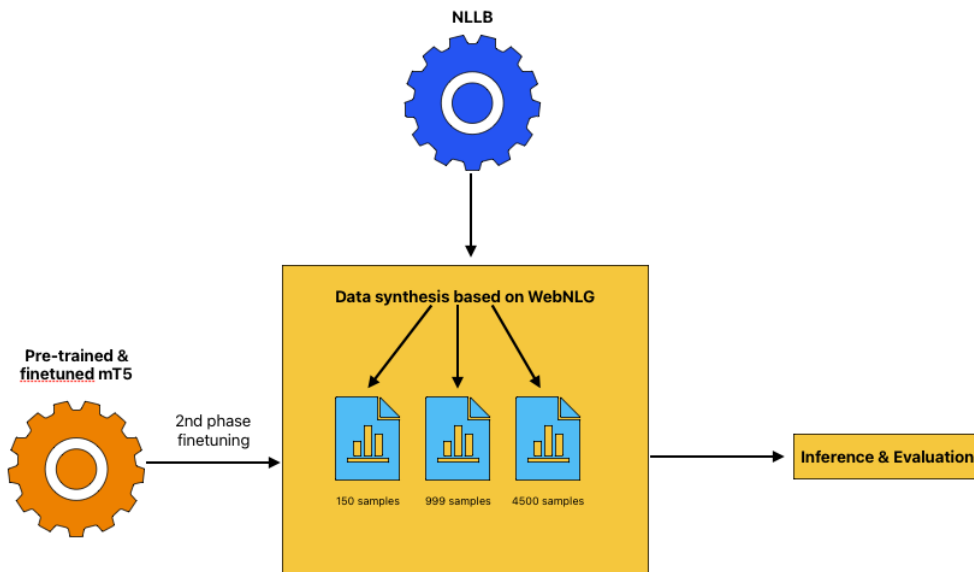 NLLB
Data synthesis based on WebNLG
Pre-trained &
finetuned mT5
2nd phase
finetuning
150 samples
999 samples
4500 samples
Inference & Evaluation